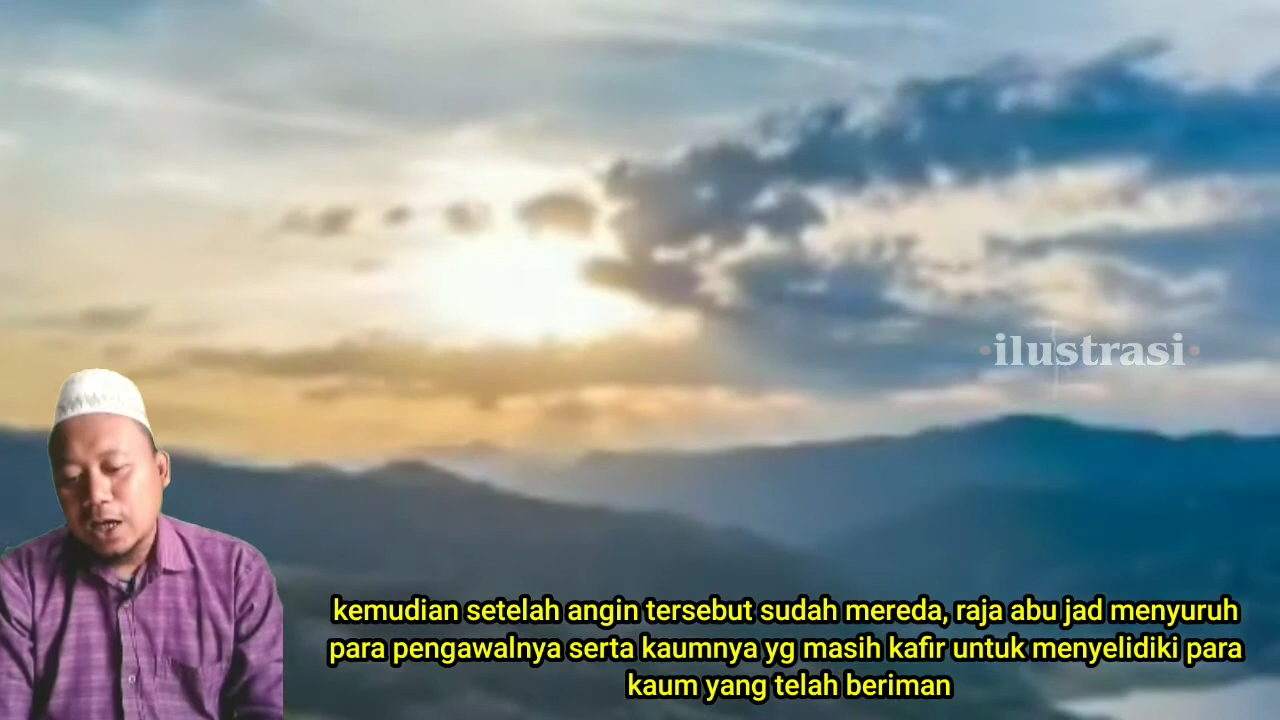 •ilustrasi•
kemudian setelah angin tersebut sudah mereda, raja abu jad menyuruh
para pengawalnya serta kaumnya yg masih kafir untuk menyelidiki para
kaum yang telah beriman